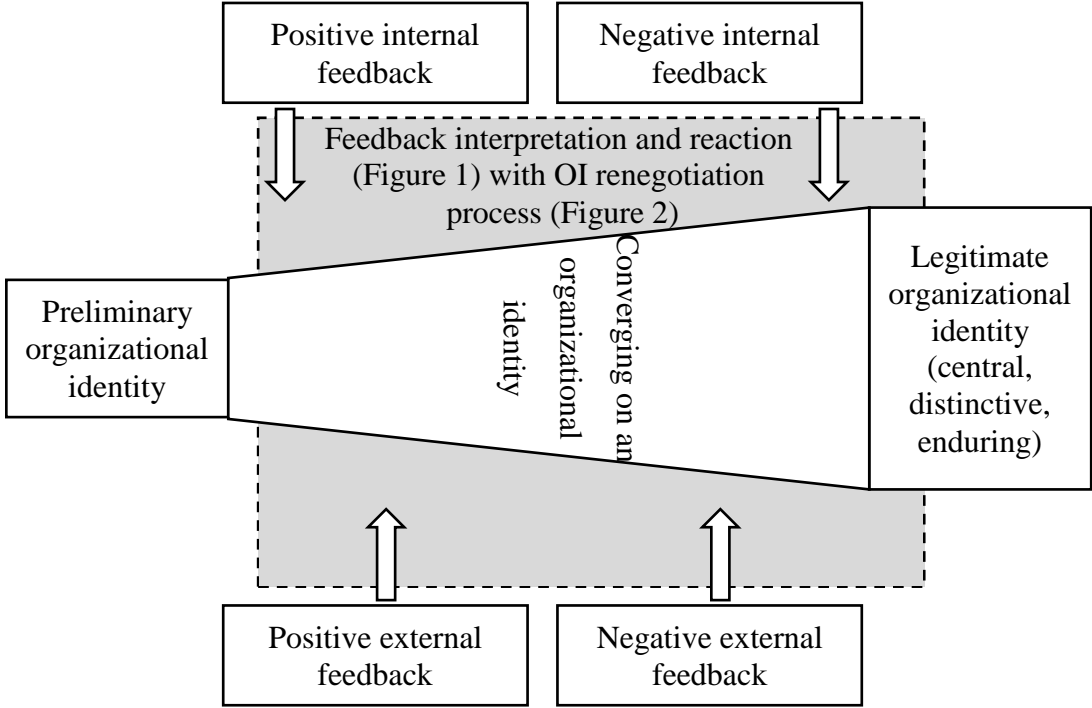 Positive internal
feedback
Negative internal
feedback
Feedback interpretation and reaction
(Figure 1) with OI renegotiation
process (Figure 2)
Preliminary
organizational
identity
Converging on an
organizational
identity
Legitimate
organizational
identity
(central,
distinctive,
enduring)
Positive external
feedback
Negative external
feedback